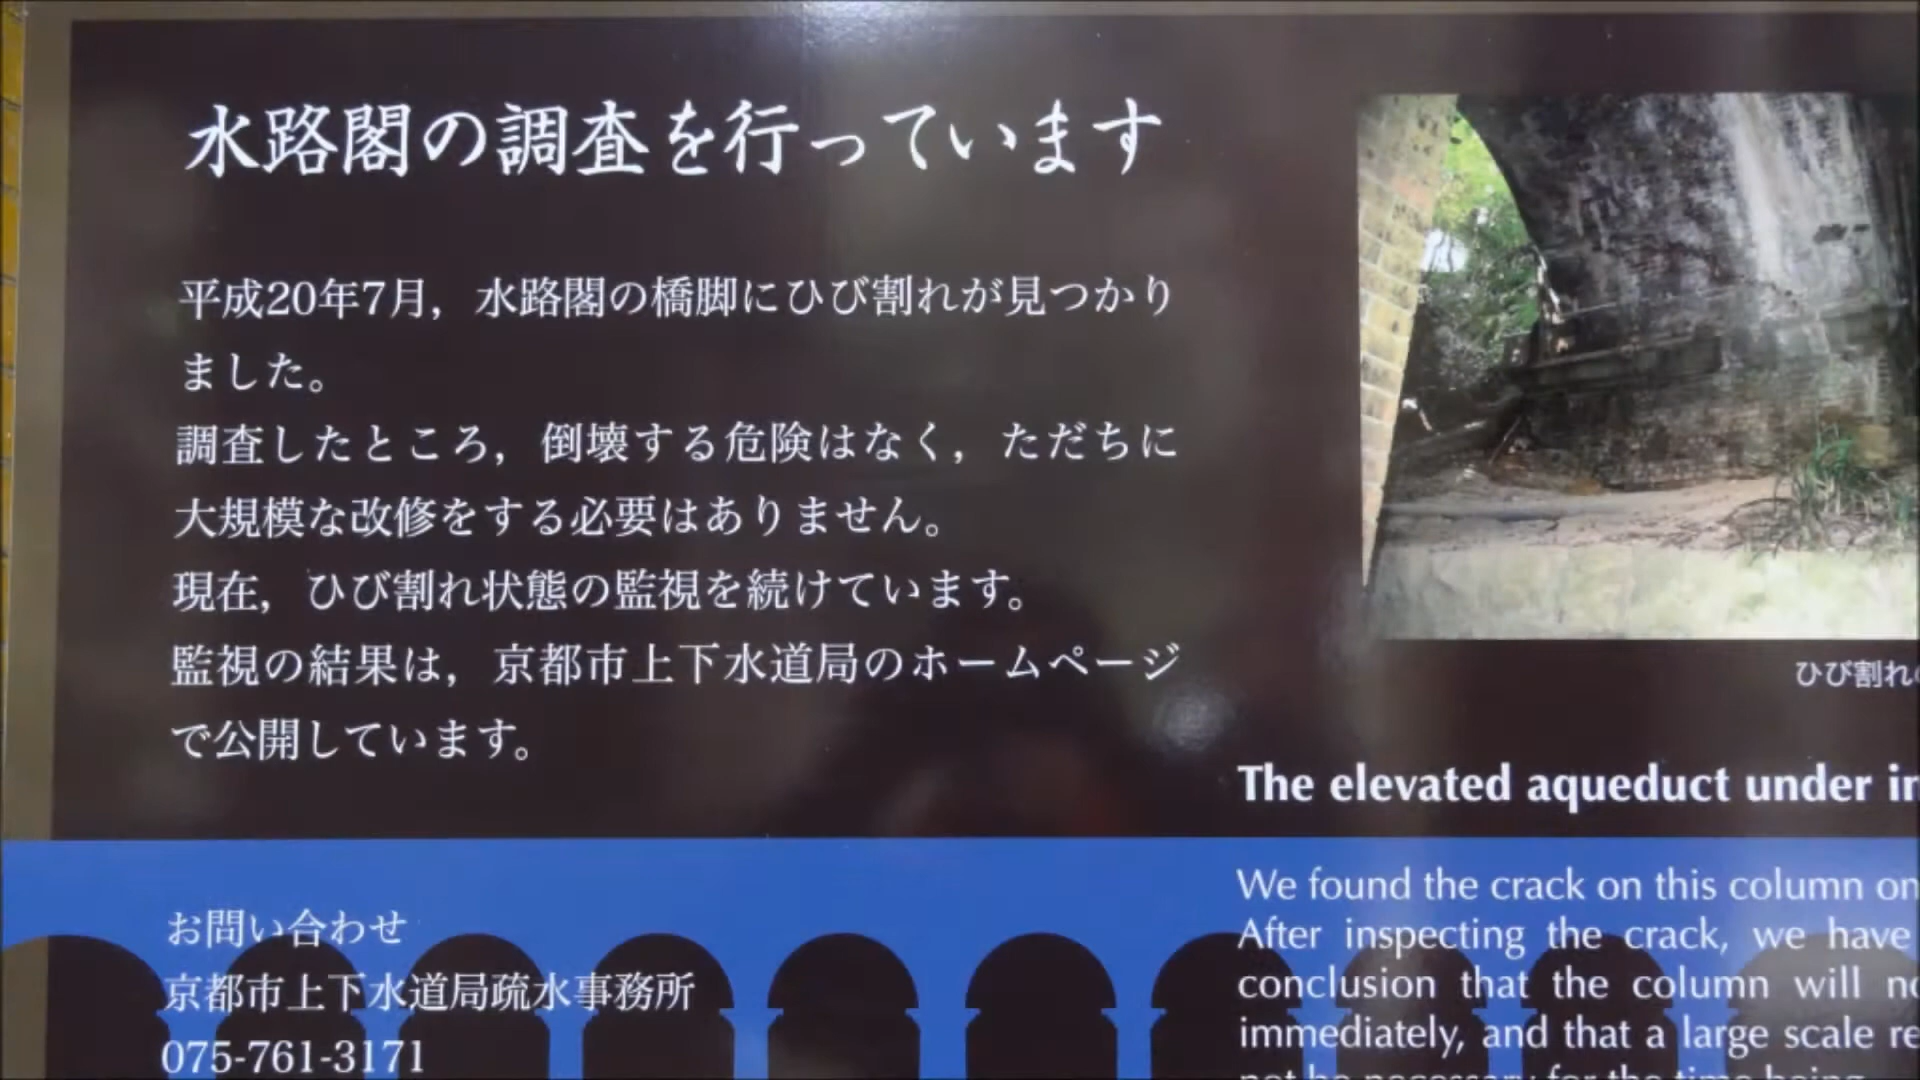 水路閣の調査を行っています
平成20年7月，水路閣の橋脚にひび割れが見つかり
ました。
調査したところ，倒壊する危険はなく，ただちに
大規模な改修をする必要はありません。
現在，ひび割れ状態の監視を続けています。
監視の結果は，京都市上下水道局のホームページ
で公開しています。
お問い合わせ
京都市上下水道局疏水事務所
075-761-3171
ひび割れ
The elevated aqueduct under
We found the crack on this column on
After inspecting the crack, we have
conclusion that the column will
immediately, and that a large scale
not be necessary for the time being